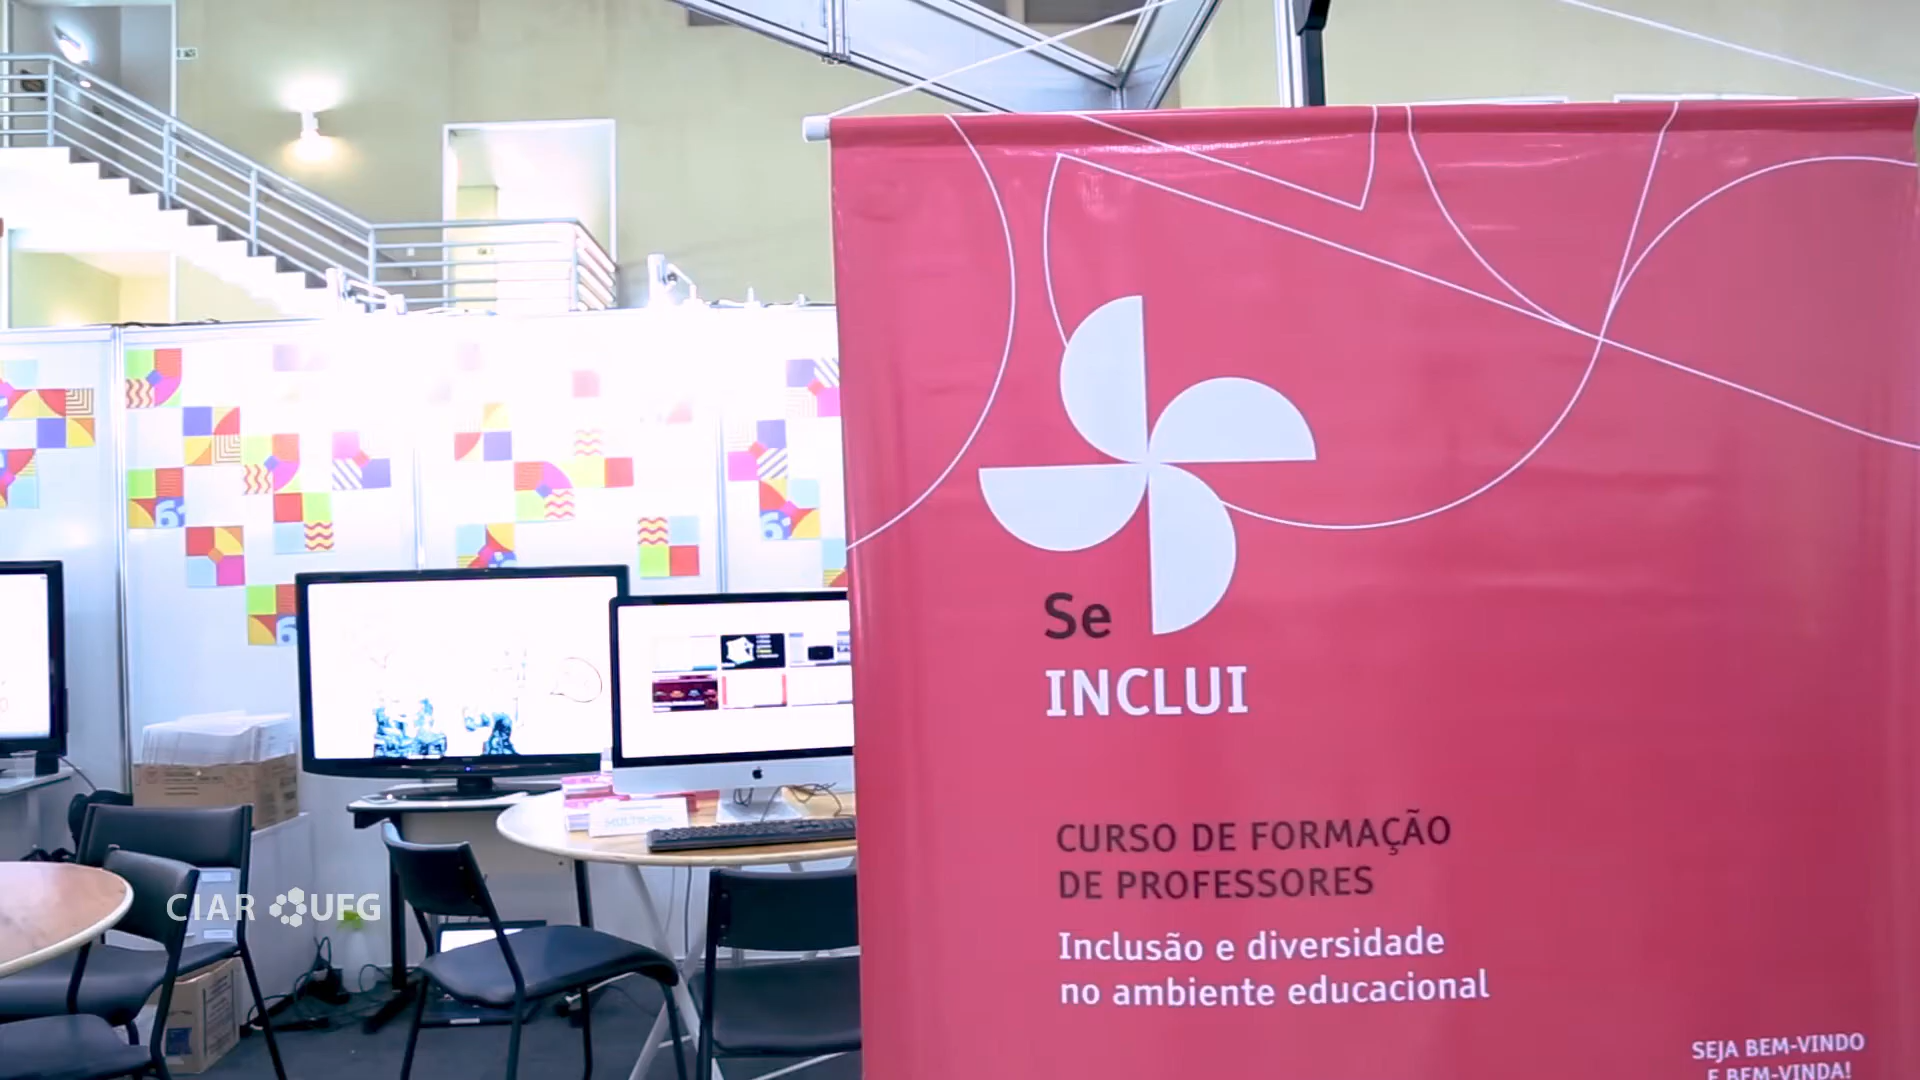 Se
INCLUI
CURSO DE FORMAÇÃO
DE PROFESSORES
Inclusão e diversidade
no ambiente educacional
SEJA BEM-VINDO
E BEM-VINDA!
MULTIMÍDIA
CIAR UFG